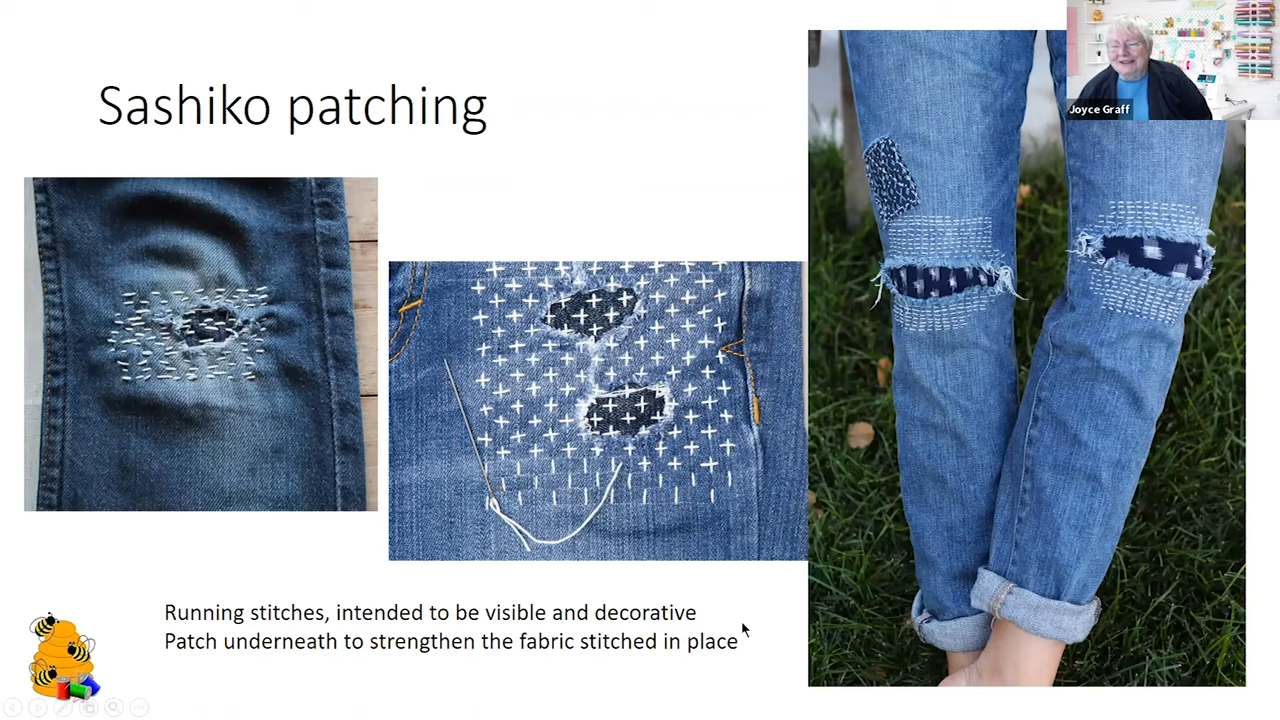 Sashiko patching
Joyce Graff
Running stitches, intended to be visible and decorative
Patch underneath to strengthen the fabric stitched in place